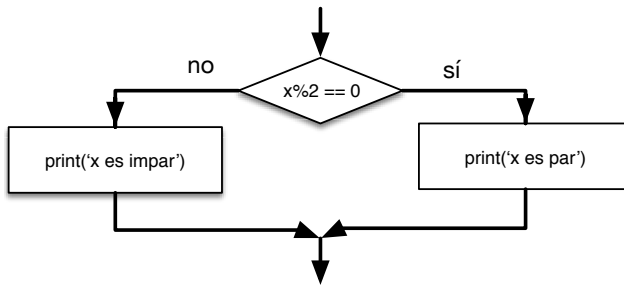 no
sí
x%2 == 0
print(‘x es impar’)
print(‘x es par’)